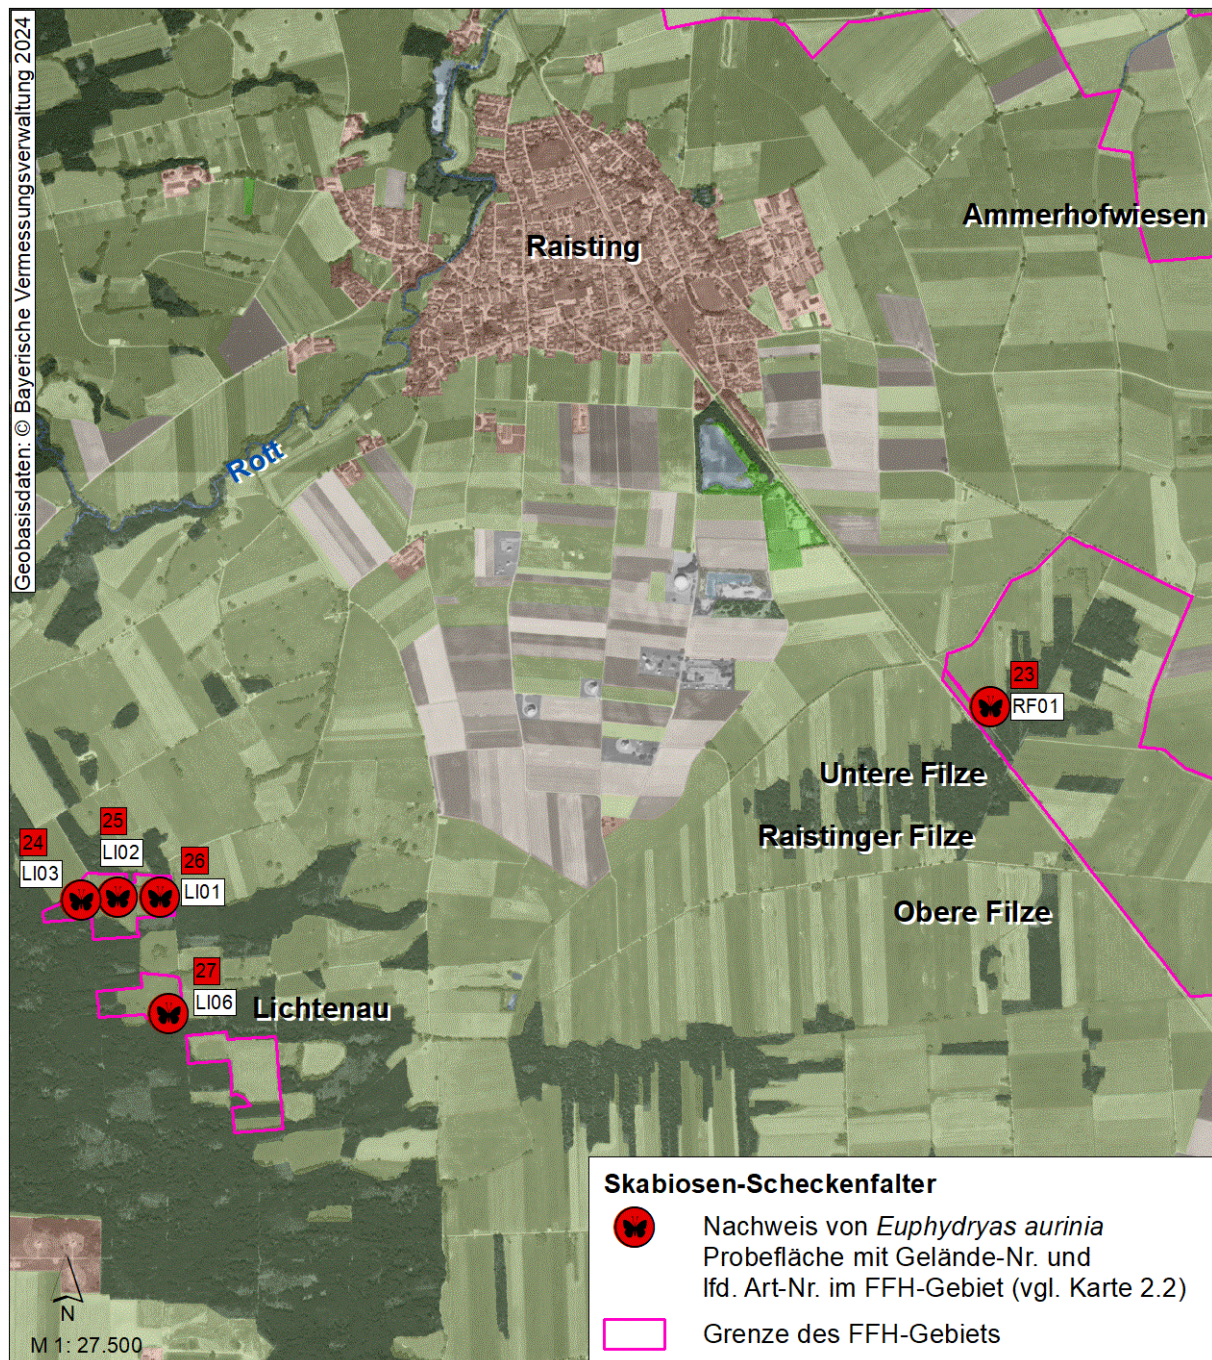 Geobasisdaten: © Bayerische Vermessungsverwaltung 2024
Ammerhofwiesen
Raisting
Rott
23
RF01
Untere Filze
Raistinger Filze
Obere Filze
25
LI02
24
LI03
26
LI01
27
LI06
Lichtenau
Skabiosen-Scheckenfalter
Nachweis von Euphydryas aurinia
Probefläche mit Gelände-Nr. und
lfd. Art-Nr. im FFH-Gebiet (vgl. Karte 2.2)
Grenze des FFH-Gebiets
N
M 1: 27.500